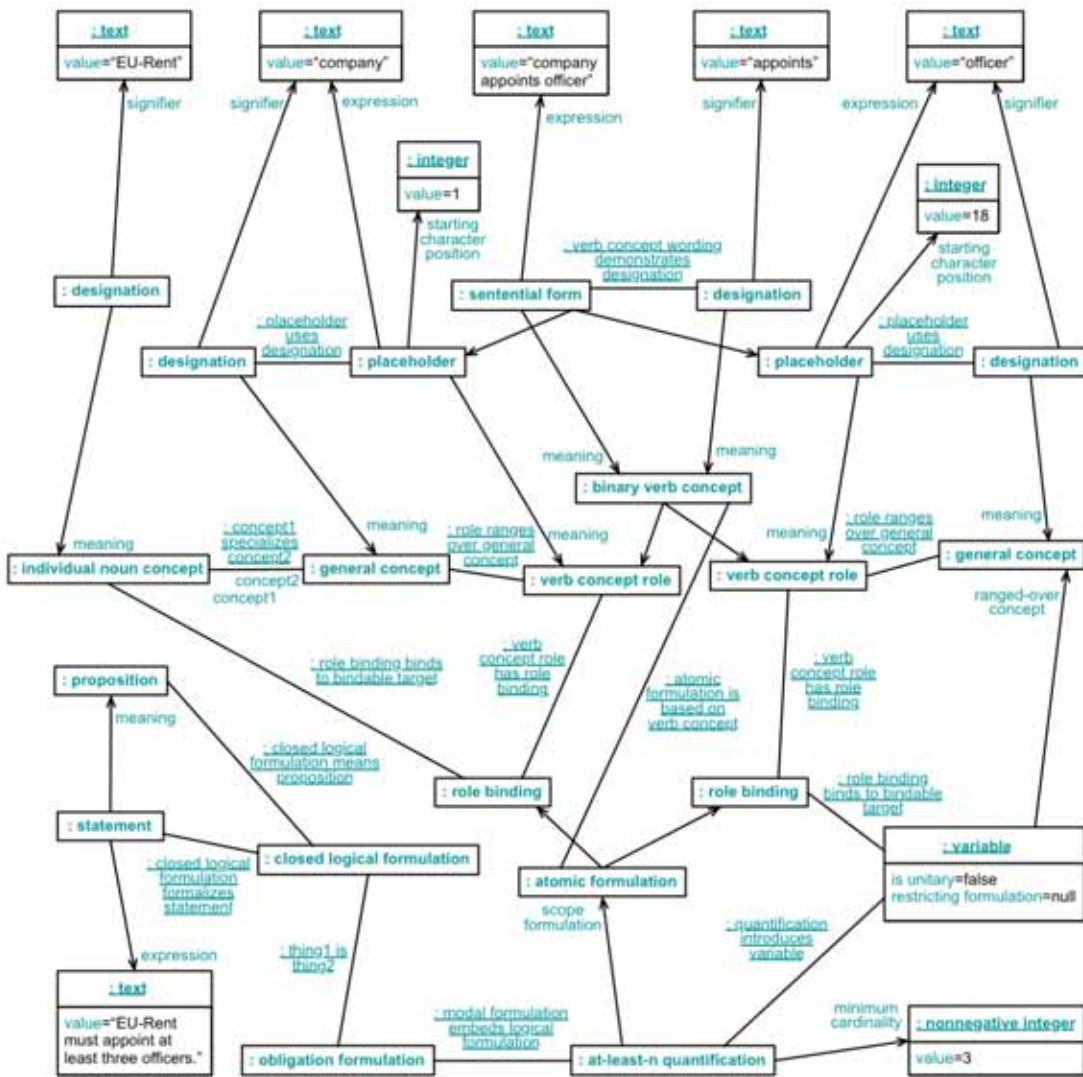 : text
: text
: text
: text
: text
value="EU-Rent"
value="company"
value="company
appoints officer"
value="appoints"
value="officer"
signifier
signifier
expression
expression
signifier
expression
signifier
: integer
value=1
starting
character
position
: integer
value=18
starting
character
position
: verb concept wording
demonstrates
designation
: designation
: sentential form
: designation
: placeholder
uses
designation
: placeholder
uses
designation
: designation
: placeholder
: placeholder
: designation
meaning
meaning
: binary verb concept
meaning
: concept1
specializes
concept2
meaning
: role ranges
over general
concept
meaning
meaning
: role ranges
over general
concept
meaning
: individual noun concept
: general concept
: verb concept role
: verb concept role
: general concept
concept2
concept1
ranged-over
concept
: role binding binds
to bindable target
: verb
concept role
has role
binding
: atomic
formulation is
based on
verb concept
: verb
concept role
has role
binding
: proposition
meaning
: closed logical
formulation means
proposition
: role binding
: role binding
: role binding
binds to bindable
target
: statement
: closed logical formulation
: atomic formulation
: variable
is unitary=false
restricting formulation=null
: closed logical
formulation
formalizes
statement
scope
formulation
: quantification
introduces
variable
: thing1 is
thing2
expression
: text
value="EU-Rent
must appoint at
least three officers."
: modal formulation
embeds logical
formulation
: obligation formulation
: at-least-n quantification
minimum
cardinality
: nonnegative integer
value=3